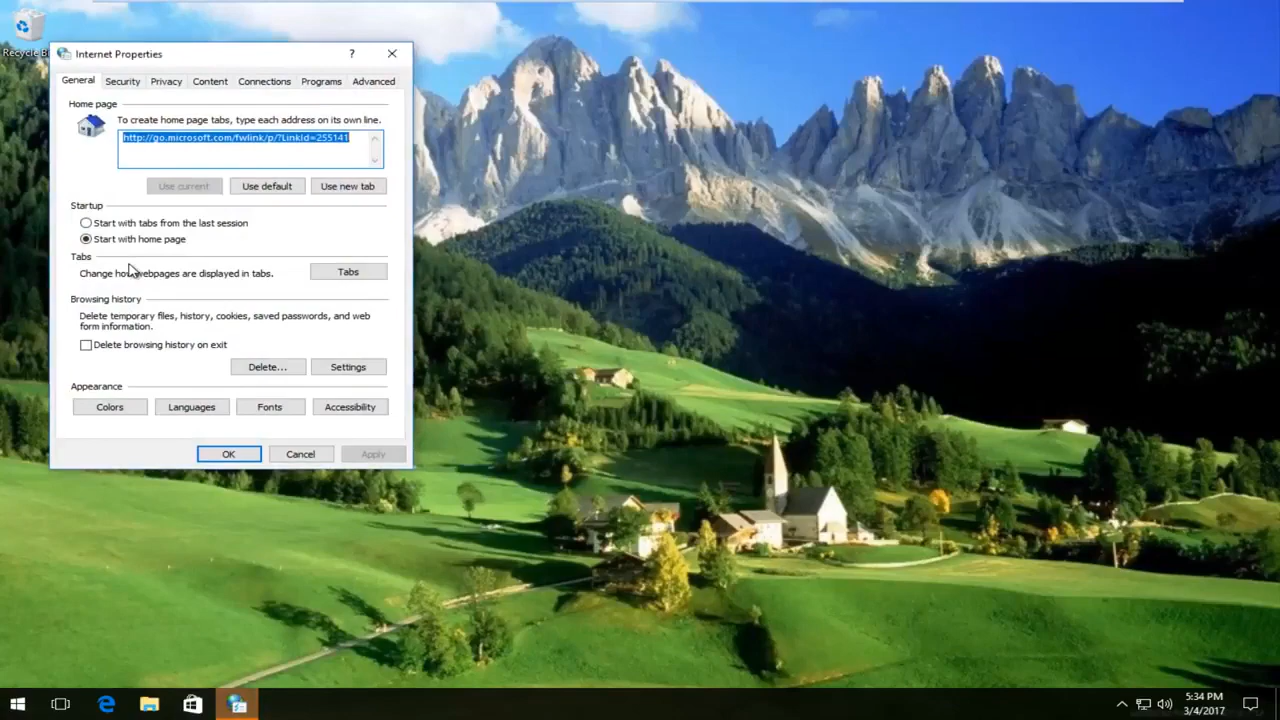 Recycle Bi
Internet Properties
?
General Security Privacy Content Connections Programs Advanced
Home page
To create home page tabs, type each address on its own line.
http://go.microsoft.com/fwlink/p/?LinkId=255141
Use current Use default Use new tab
Startup
Start with tabs from the last session
Start with home page
Tabs
Change how webpages are displayed in tabs. Tabs
Browsing history
Delete temporary files, history, cookies, saved passwords, and web
form information.
Delete browsing history on exit
Delete... Settings
Appearance
Colors Languages Fonts Accessibility
OK Cancel Apply
5:34 PM
3/4/2017